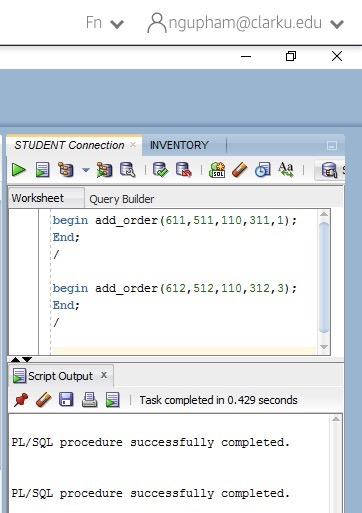 Fn ngupham@clarku.edu
STUDENT Connection × INVENTORY
SQL Aa
Worksheet Query Builder
begin add_order(611,511,110,311,1);
End;
/
begin add_order(612,512,110,312,3);
End;
/
Script Output x
Task completed in 0.429 seconds
PL/SQL procedure successfully completed.
PL/SQL procedure successfully completed.